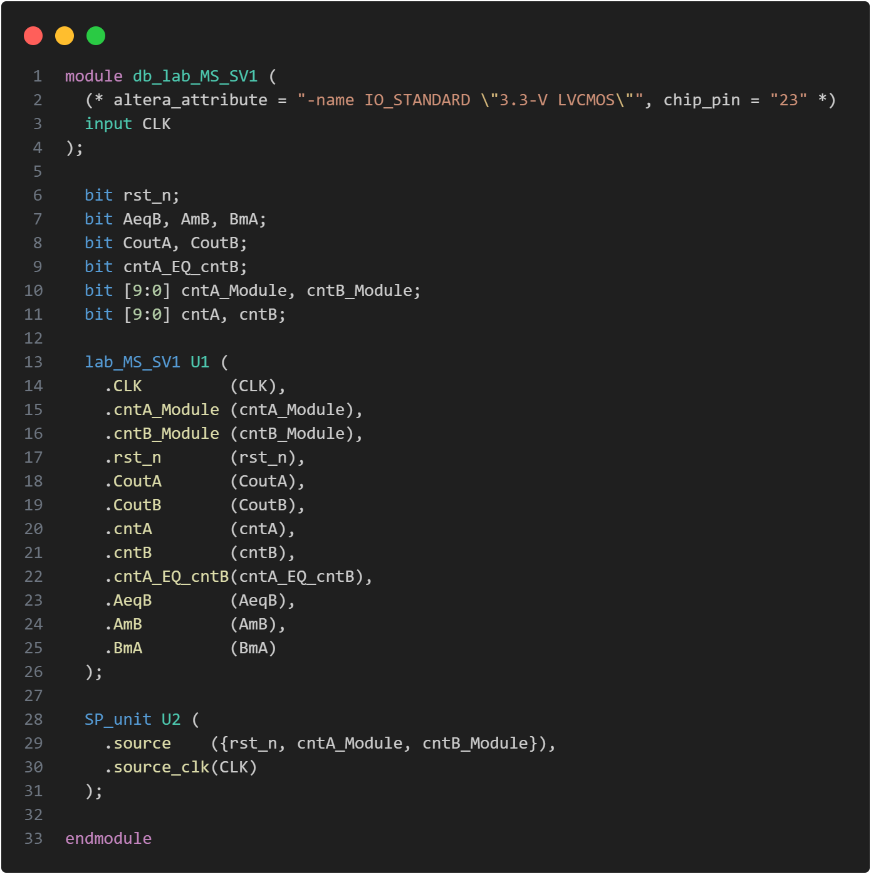 1 module db_lab_MS_SV1 (
2   (* altera_attribute = "-name IO_STANDARD \"3.3-V LVCMOS\"", chip_pin = "23" *)
3   input CLK
4 );
5
6   bit rst_n;
7   bit AeqB, AmB, BmA;
8   bit CoutA, CoutB;
9   bit cntA_EQ_cntB;
10   bit [9:0] cntA_Module, cntB_Module;
11   bit [9:0] cntA, cntB;
12
13   lab_MS_SV1 U1 (
14     .CLK         (CLK),
15     .cntA_Module (cntA_Module),
16     .cntB_Module (cntB_Module),
17     .rst_n       (rst_n),
18     .CoutA       (CoutA),
19     .CoutB       (CoutB),
20     .cntA        (cntA),
21     .cntB        (cntB),
22     .cntA_EQ_cntB(cntA_EQ_cntB),
23     .AeqB        (AeqB),
24     .AmB         (AmB),
25     .BmA         (BmA)
26   );
27
28   SP_unit U2 (
29     .source    ({rst_n, cntA_Module, cntB_Module}),
30     .source_clk(CLK)
31   );
32
33 endmodule